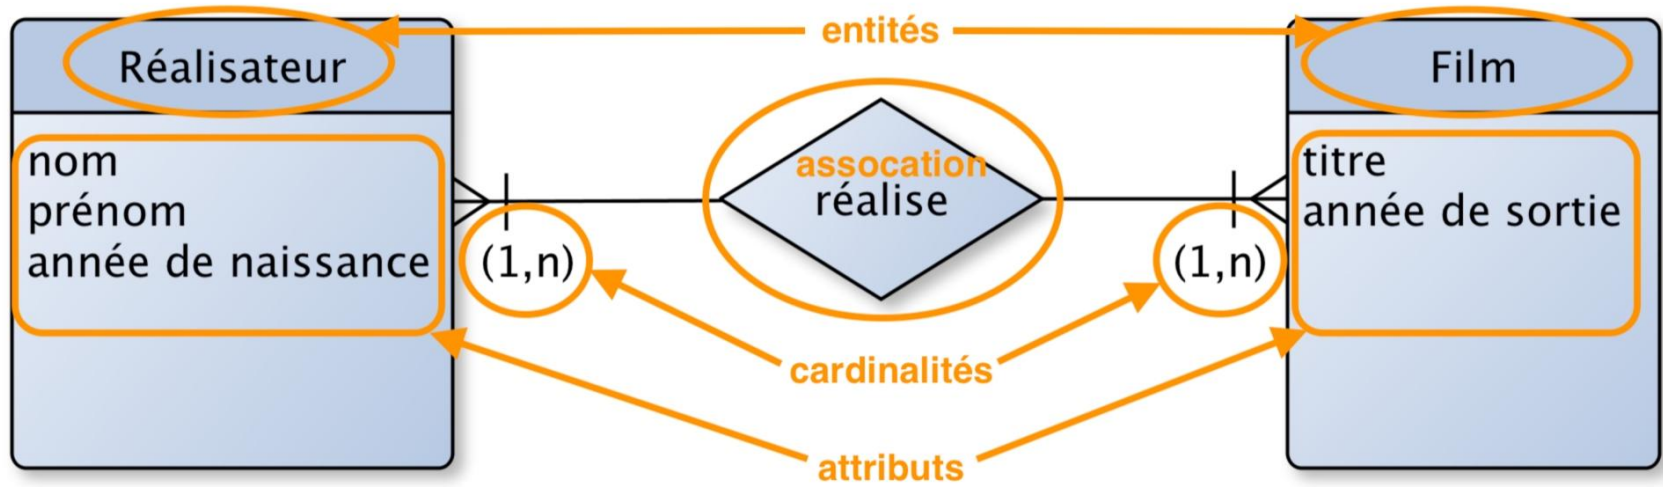 entités
Réalisateur
Film
nom
prénom
année de naissance
(1,n)
assocation
réalise
(1,n)
titre
année de sortie
cardinalités
attributs